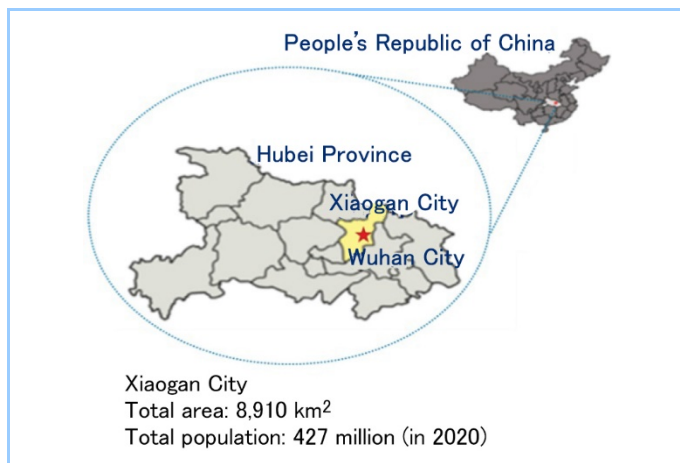 People's Republic of China
Hubei Province
Xiaogan City
Wuhan City
Xiaogan City
Total area: 8,910 km²
Total population: 427 million (in 2020)